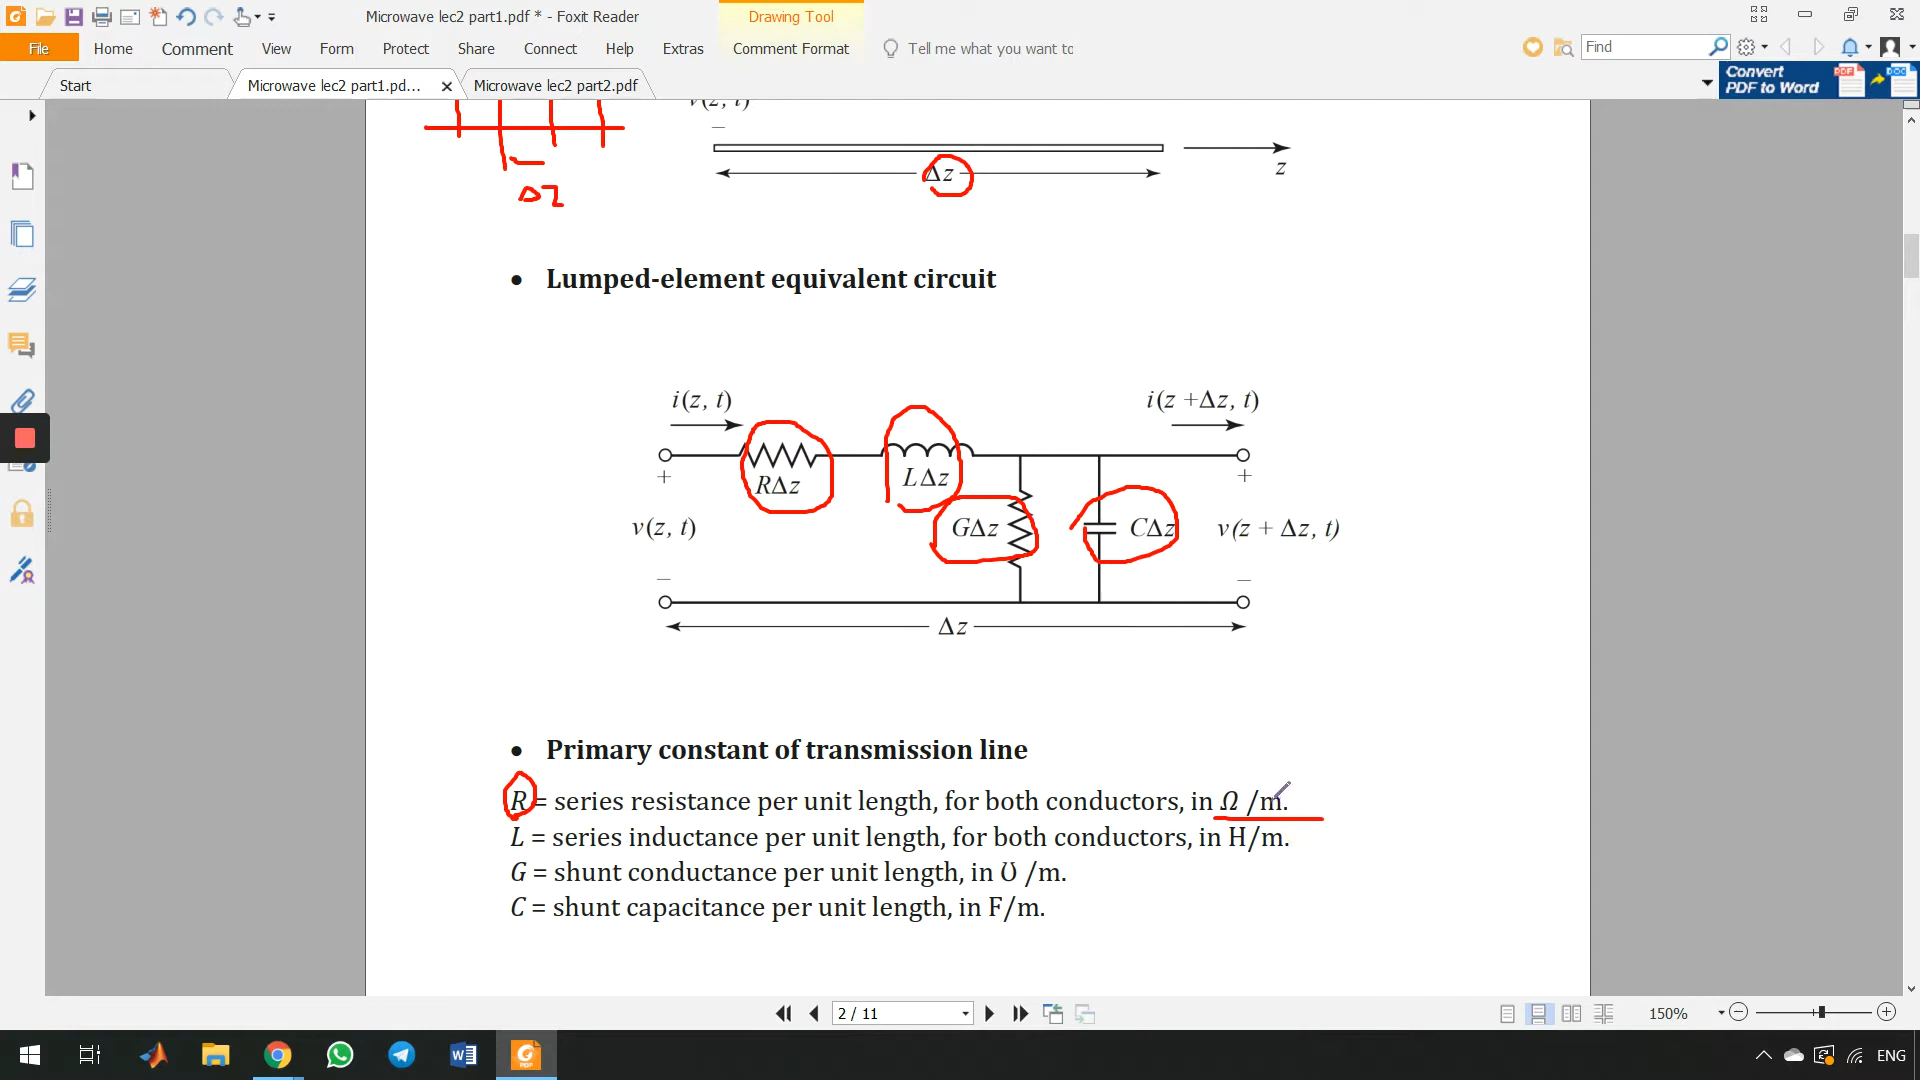 Microwave lec2 part1.pdf * - Foxit Reader
Drawing Tool
File
Home
Comment
View
Form
Protect
Share
Connect
Help
Extras
Comment Format
Tell me what you want to
Find
Start
Microwave lec2 part1.pd...
Microwave lec2 part2.pdf
Convert
PDF to Word
v(z, t)
−
Δz
z
Δz
• Lumped-element equivalent circuit
i(z, t)
i(z +Δz, t)
RΔz
LΔz
+
+
GΔz
CΔz
v(z, t)
v(z + Δz, t)
−
−
Δz
• Primary constant of transmission line
R = series resistance per unit length, for both conductors, in Ω /m.
L = series inductance per unit length, for both conductors, in H/m.
G = shunt conductance per unit length, in ℧ /m.
C = shunt capacitance per unit length, in F/m.
2 / 11
150%
ENG